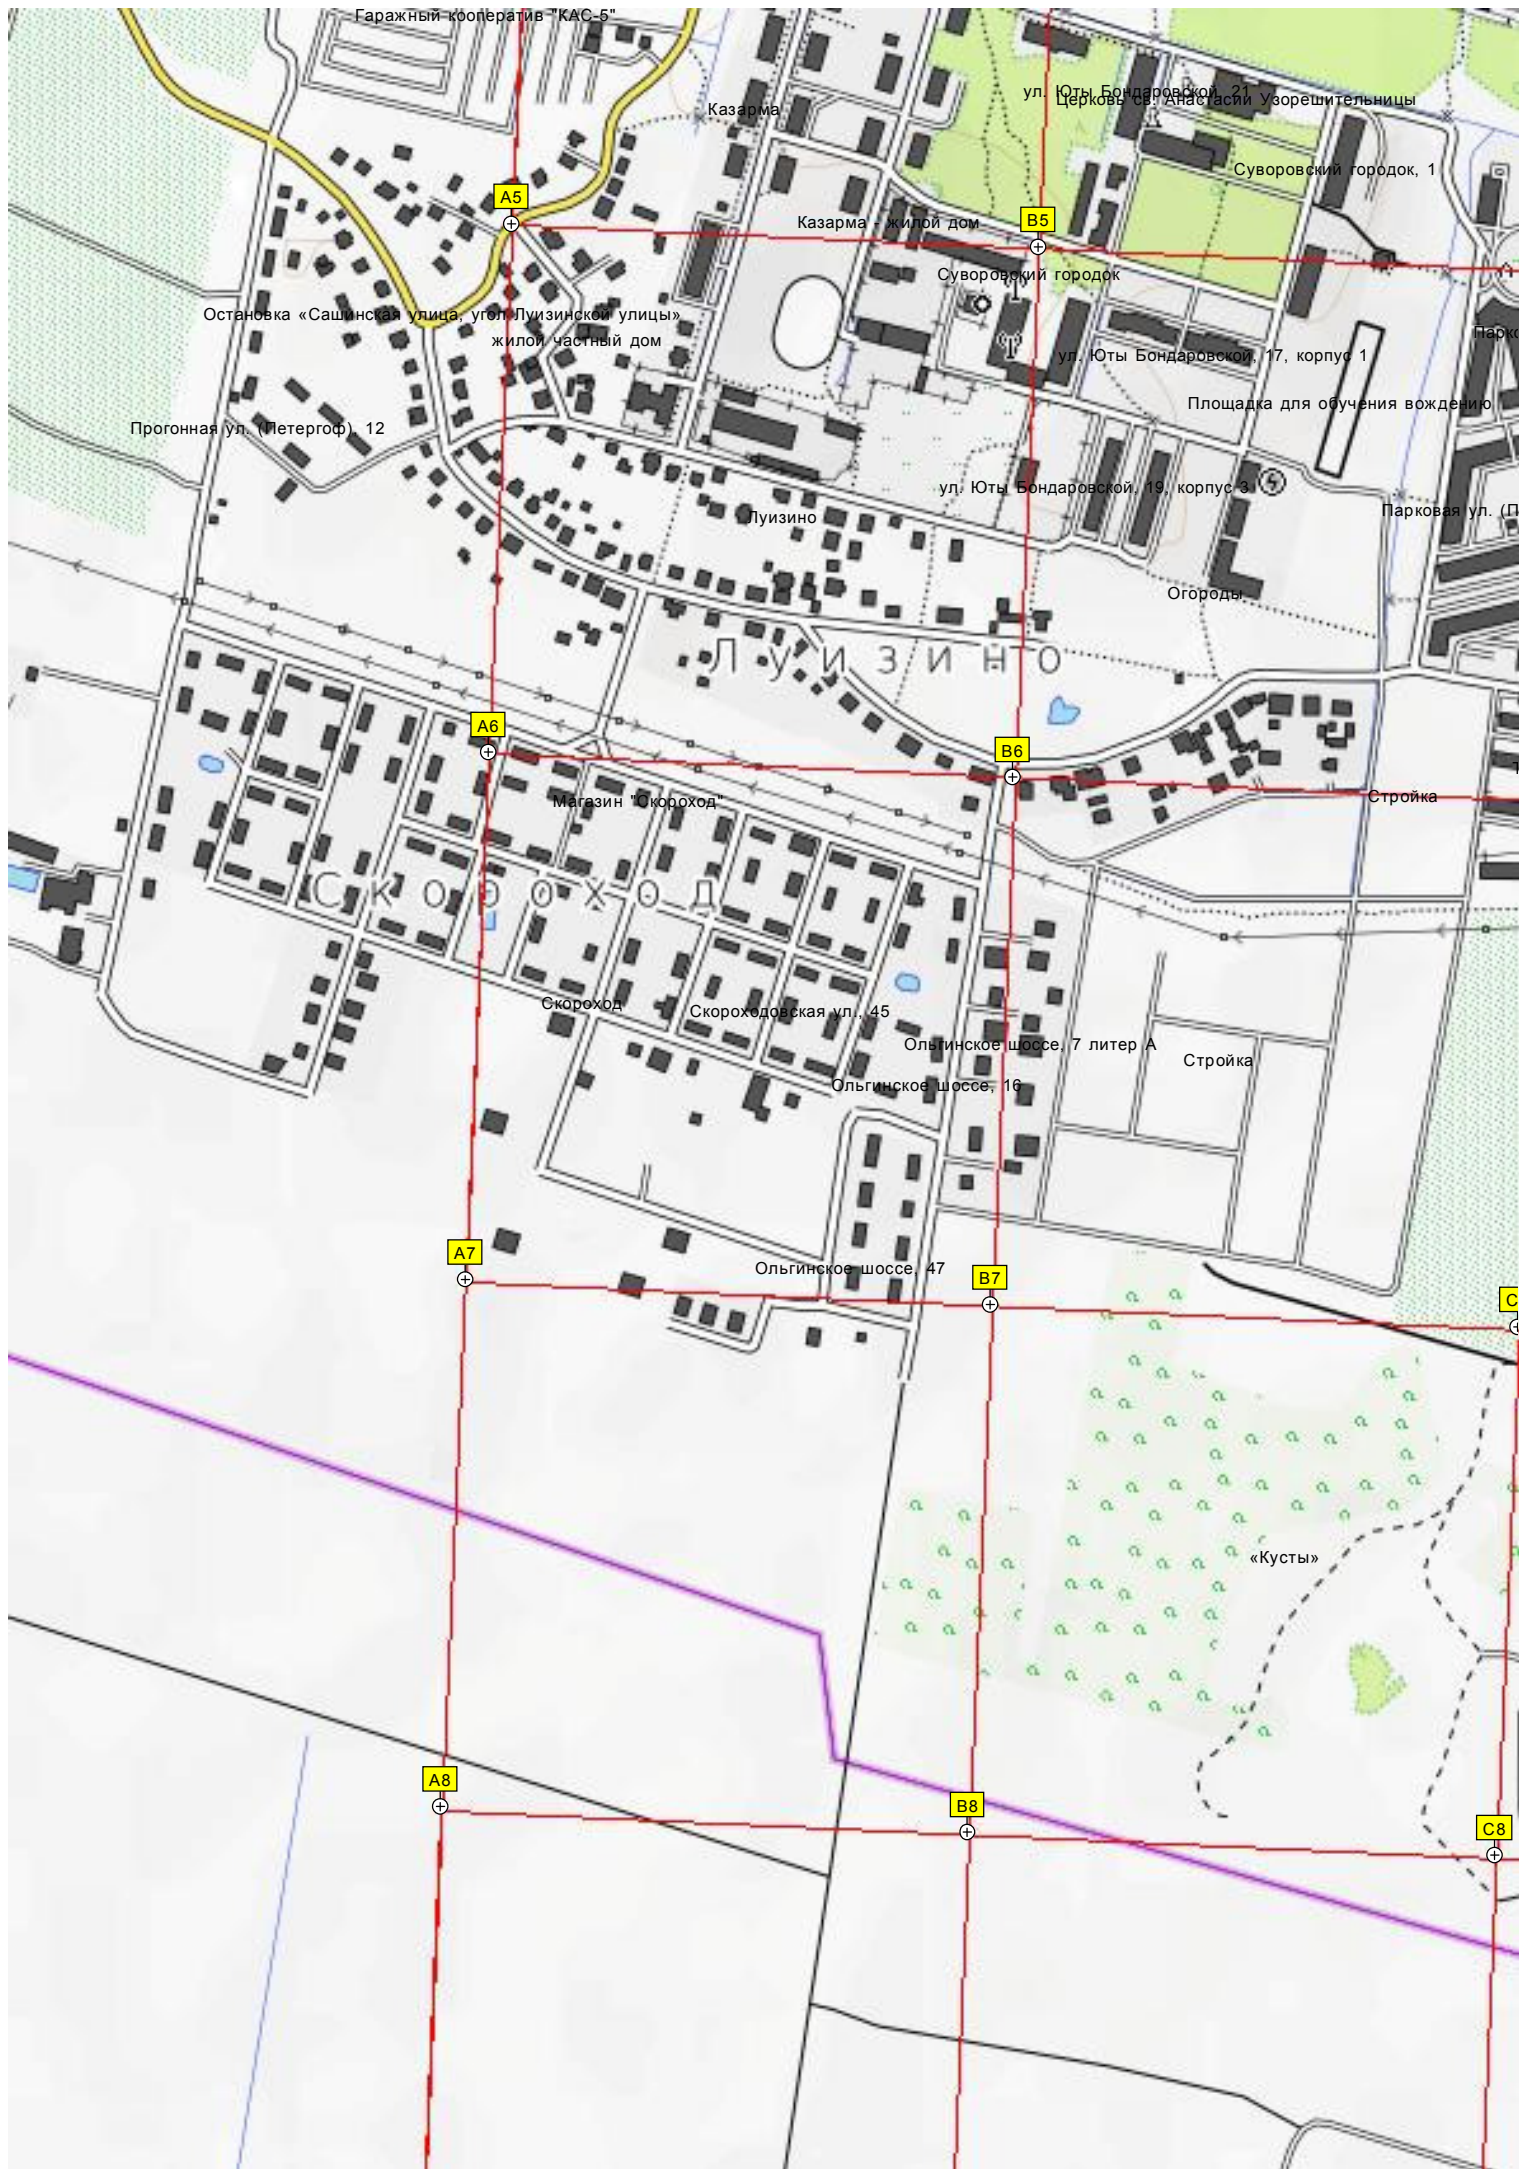 Гаражный кооператив "КАС-5"
ул. Юты Бондаровской, 21
Церковь св. Анастасии Узорешительницы
Казарма
Суворовский городок, 1
A5
Казарма - жилой дом
B5
Суворовский городок
Остановка «Сашинская улица, угол Луизинской улицы»
жилой частный дом
ул. Юты Бондаровской, 17, корпус 1
Площадка для обучения вождению
Прогонная ул. (Петергоф), 12
ул. Юты Бондаровской, 19, корпус 3
Парковая ул. (П
Луизино
Огороды
Луизино
A6
B6
Магазин "Скороход"
Стройка
Скороход
Скороход
Скороходовская ул., 45
Ольгинское шоссе, 7 литер А
Стройка
Ольгинское шоссе, 16
A7
Ольгинское шоссе, 47
B7
C
«Кусты»
A8
B8
C8